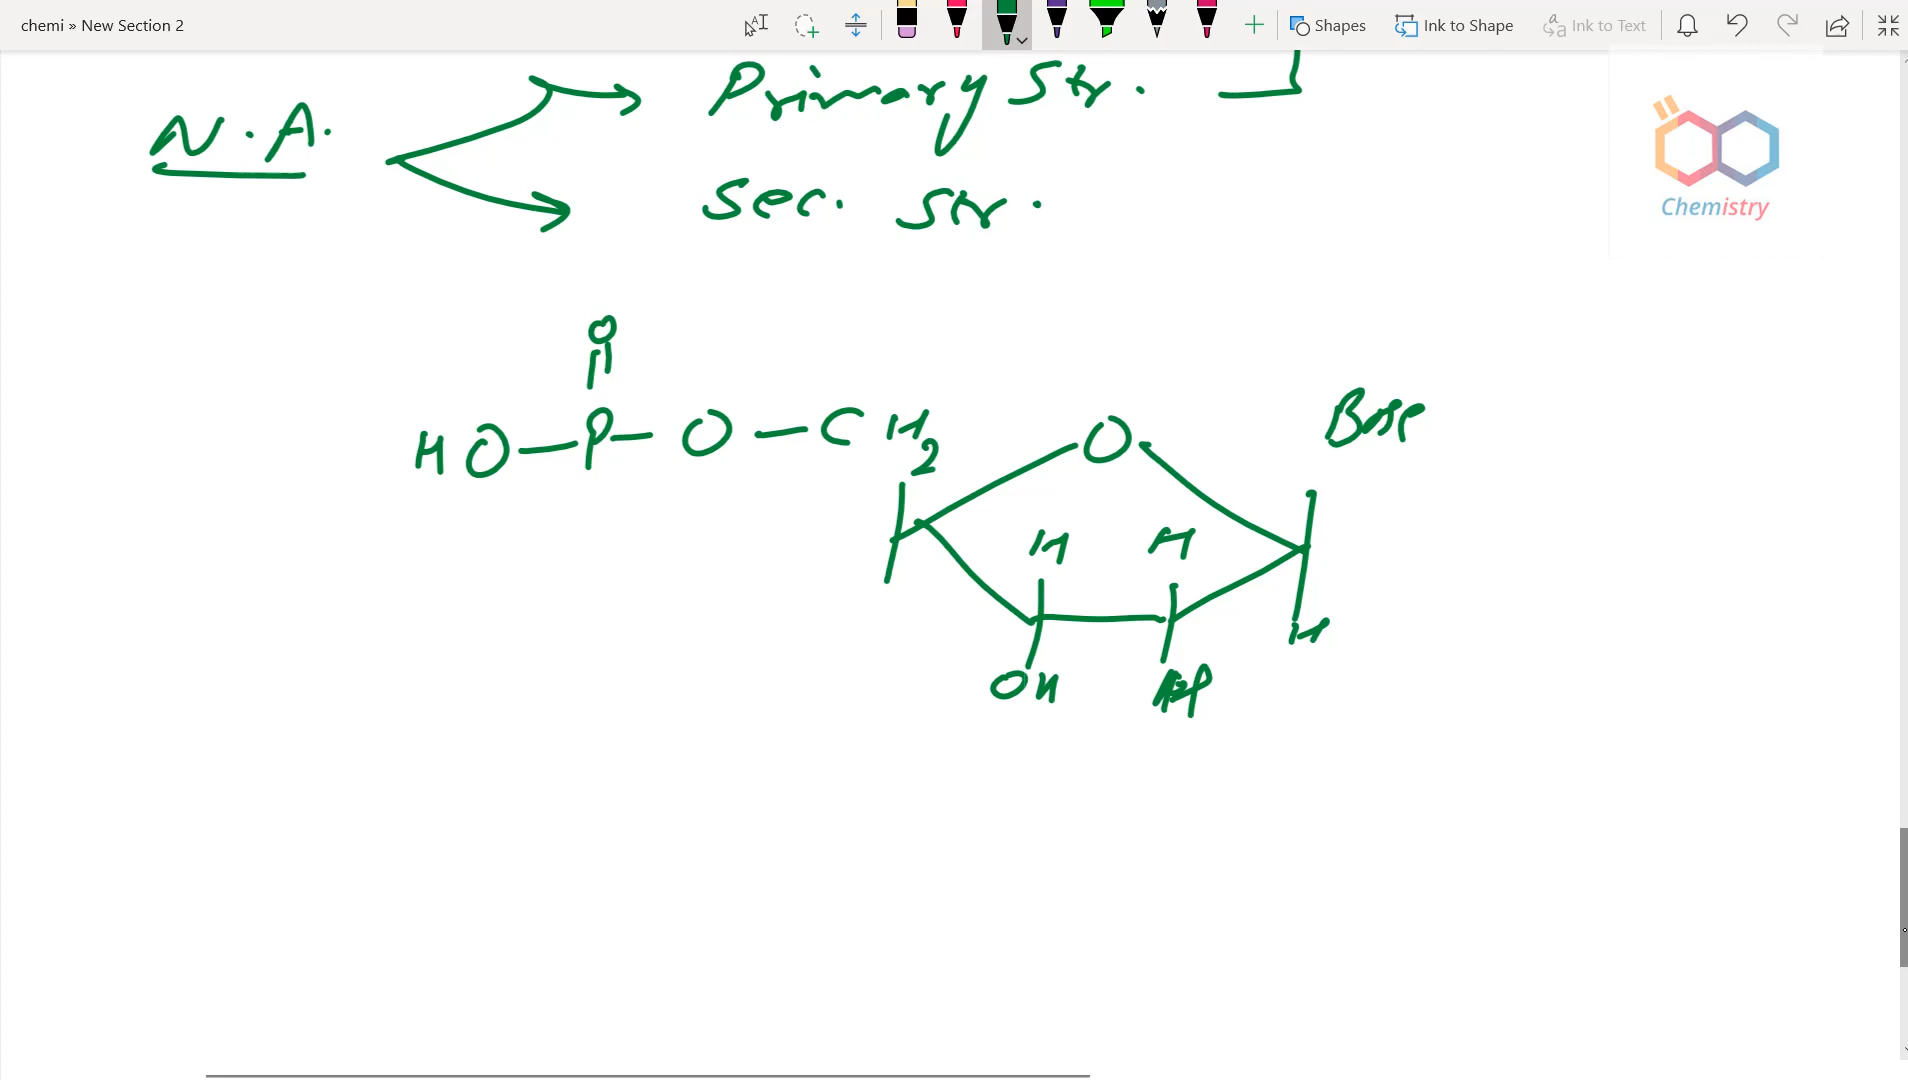 chemi » New Section 2
Shapes
Ink to Shape
Ink to Text
N.A.
Primary Str.
Sec. Str.
Chemistry
O
HO—P—O—CH2
O
Base
H H
H
OH